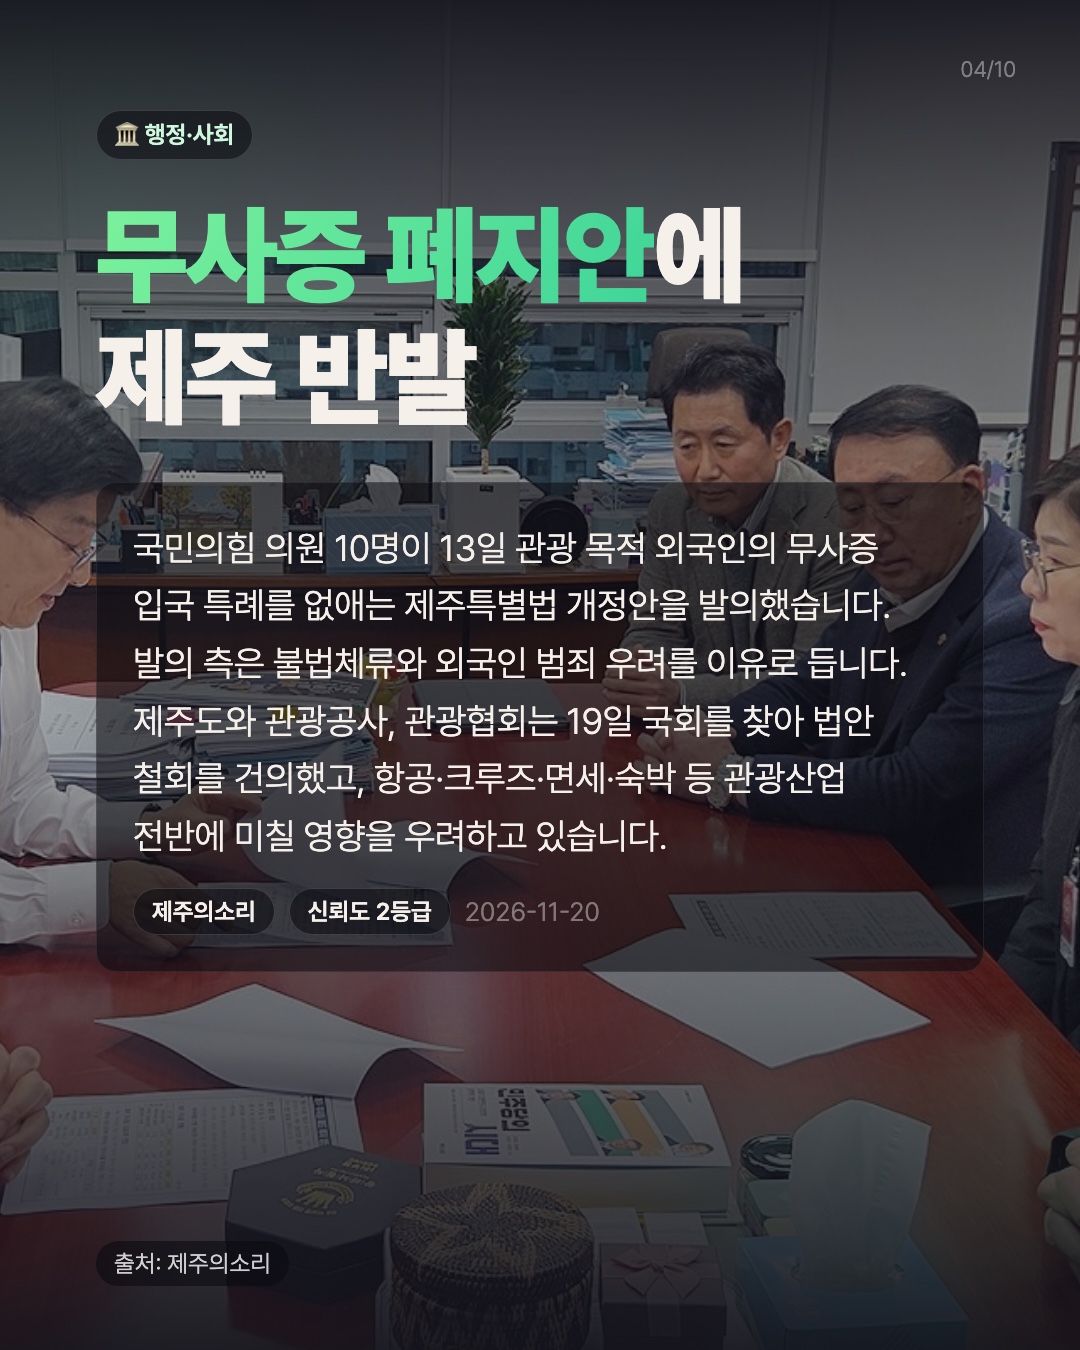 04/10
행정·사회
무사증 폐지안에
제주 반발
국민의힘 의원 10명이 13일 관광 목적 외국인의 무사증
입국 특례를 없애는 제주특별법 개정안을 발의했습니다.
발의 측은 불법체류와 외국인 범죄 우려를 이유로 듭니다.
제주도와 관광공사, 관광협회는 19일 국회를 찾아 법안
철회를 건의했고, 항공·크루즈·면세·숙박 등 관광산업
전반에 미칠 영향을 우려하고 있습니다.
제주의소리 신뢰도 2등급 2026-11-20
출처: 제주의소리